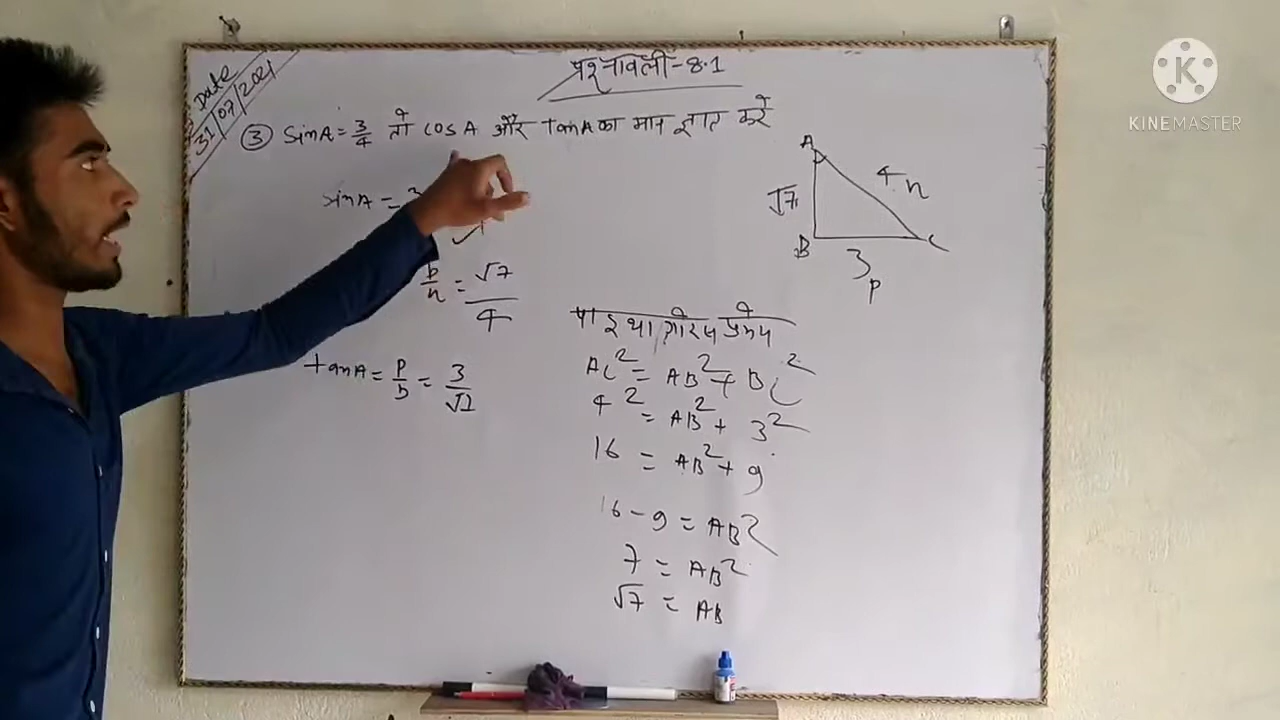 प्रश्नावली-8.1
Date
31/07/2021
③ SinA = 3/4 तो cos A और TanA का मान ज्ञात करें
sinA = 3
b/h = √7/4
tanA = P/b = 3/√7
A
√7
4 h
B
C
3
P
पाइथागोरस प्रमेय
AC² = AB² + BC²
4² = AB² + 3²
16 = AB² + 9
16 - 9 = AB²
7 = AB²
√7 = AB
K
KINEMASTER